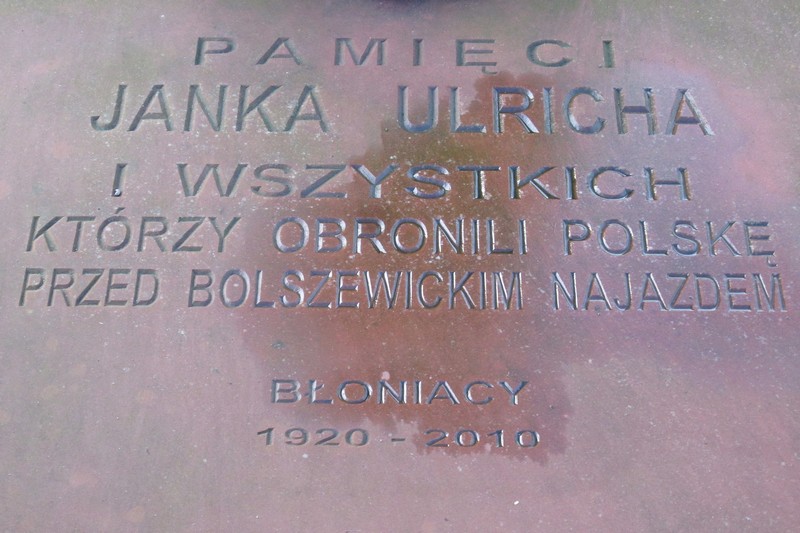 PAMIĘCI
JANKA ULRICHA
I WSZYSTKICH
KTÓRZY OBRONILI POLSKĘ
PRZED BOLSZEWICKIM NAJAZDEM
BŁONIACY
1920 - 2010